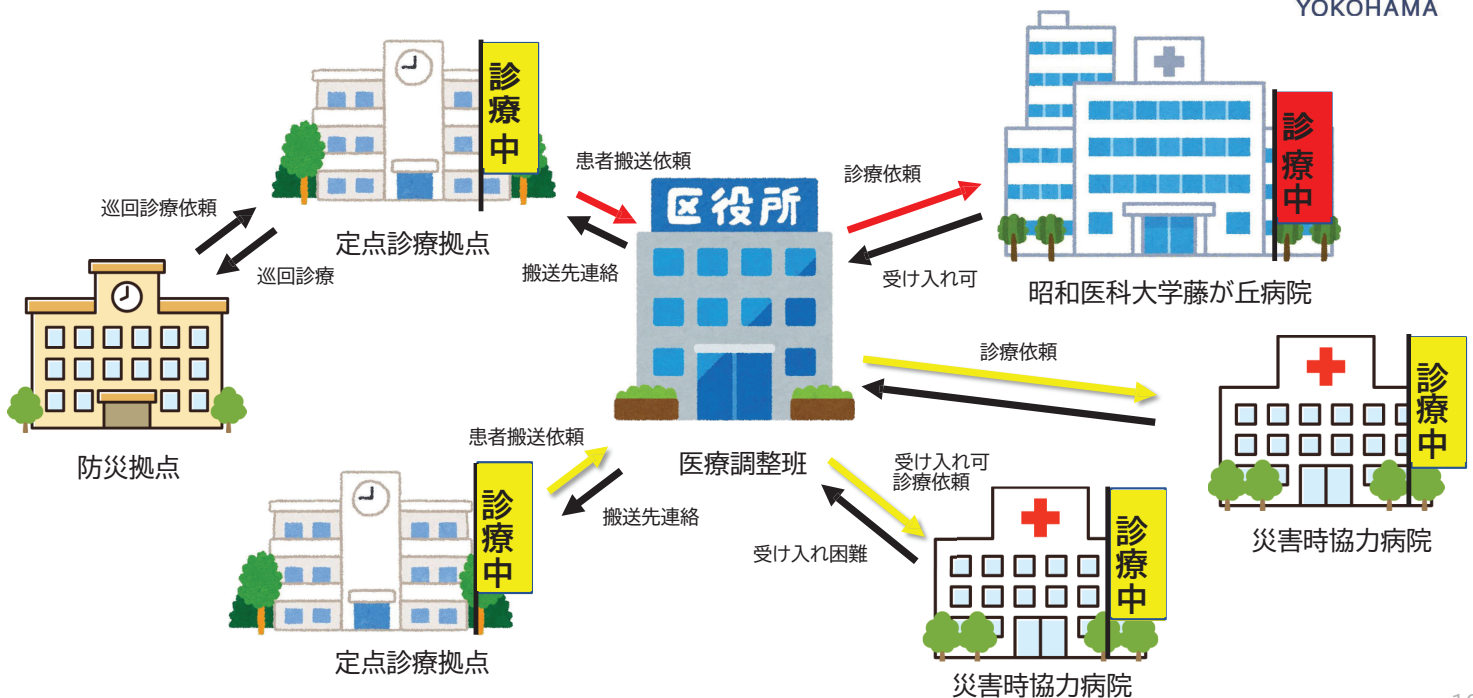 YOKOHAMA
診療中
患者搬送依頼
区役所
診療依頼
診療中
巡回診療依頼
定点診療拠点
搬送先連絡
受け入れ可
巡回診療
昭和医科大学藤が丘病院
診療依頼
診療中
患者搬送依頼
防災拠点
医療調整班
受け入れ可
診療依頼
診療中
搬送先連絡
診療中
受け入れ困難
災害時協力病院
定点診療拠点
災害時協力病院